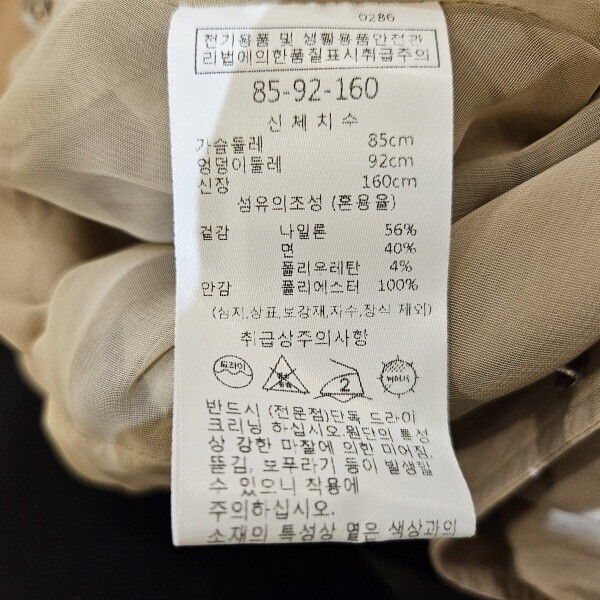 0286
전기용품 및 생활용품안전관
리법에의한품질표시취급주의
85-92-160
신 체 치 수
가슴둘레 85cm
엉덩이둘레 92cm
신장 160cm
섬유의조성 (혼용율)
겉감 나일론 56%
면 40%
폴리우레탄 4%
안감 폴리에스터 100%
(심지,상표,보강재,자수,장식 제외)
취급상주의사항
드라이
2
뉘어서
반드시 (전문점)단독 드라이
크리닝 하십시오.원단의 특성
상 강한 마찰에 의한 미어짐,
뜯김, 보푸라기 등이 발생될
수 있으니 착용에
주의하십시오.
소재의 특성상 옅은 색상과의